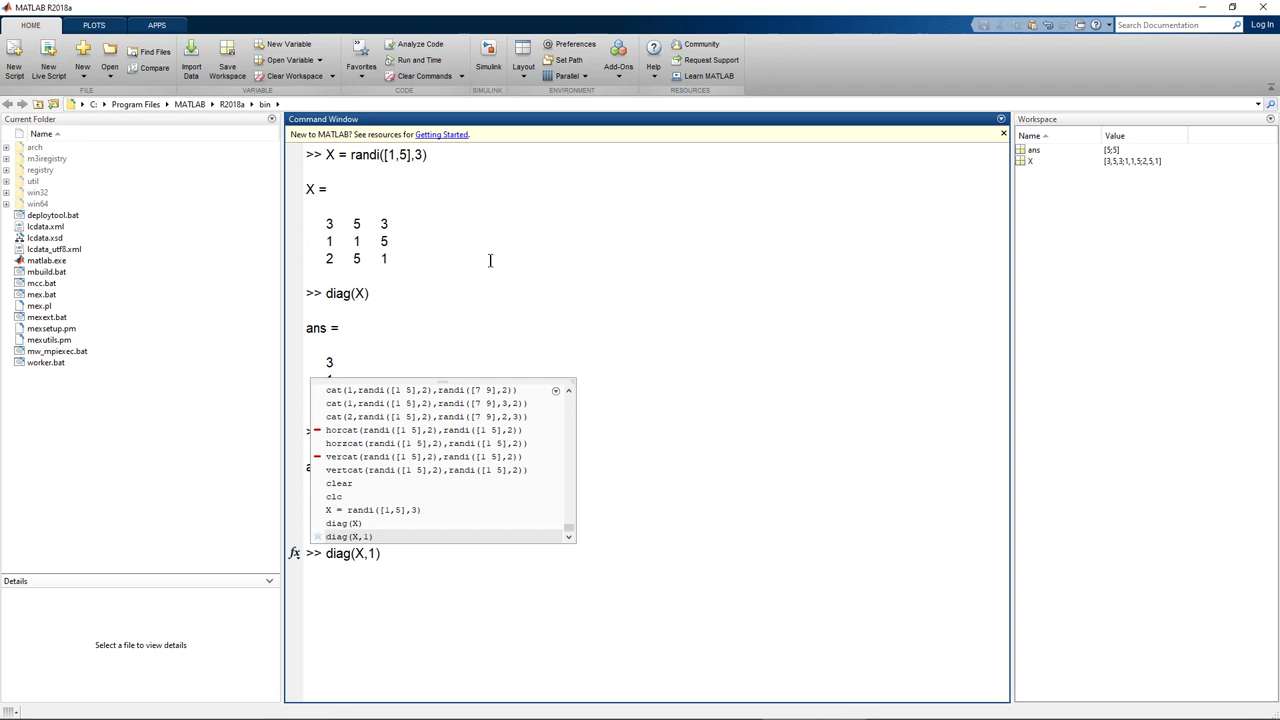 MATLAB R2018a
HOME
PLOTS
APPS
Search Documentation
Log In
New Script
New Live Script
New
Open
Find Files
Compare
Import Data
Save Workspace
New Variable
Open Variable
Clear Workspace
Favorites
Analyze Code
Run and Time
Clear Commands
Simulink
Layout
Preferences
Set Path
Parallel
Add-Ons
Help
Community
Request Support
Learn MATLAB
FILE
VARIABLE
CODE
SIMULINK
ENVIRONMENT
RESOURCES
C: Program Files MATLAB R2018a bin
Current Folder
Name
arch
m3iregistry
registry
util
win32
win64
deploytool.bat
lcdata.xml
lcdata.xsd
lcdata_utf8.xml
matlab.exe
mbuild.bat
mcc.bat
mex.bat
mex.pl
mexext.bat
mexsetup.pm
mexutils.pm
mw_mpiexec.bat
worker.bat
Details
Select a file to view details
Command Window
New to MATLAB? See resources for Getting Started.
>> X = randi([1,5],3)
X =
3 5 3
1 1 5
2 5 1
>> diag(X)
ans =
3
cat(1,randi([1 5],2),randi([7 9],2))
cat(1,randi([1 5],2),randi([7 9],3,2))
cat(2,randi([1 5],2),randi([7 9],2,3))
horcat(randi([1 5],2),randi([1 5],2))
horzcat(randi([1 5],2),randi([1 5],2))
vercat(randi([1 5],2),randi([1 5],2))
vertcat(randi([1 5],2),randi([1 5],2))
clear
clc
X = randi([1,5],3)
diag(X)
diag(X,1)
fx >> diag(X,1)
Workspace
Name Value
ans [5;5]
X [3,5,3;1,1,5;2,5,1]